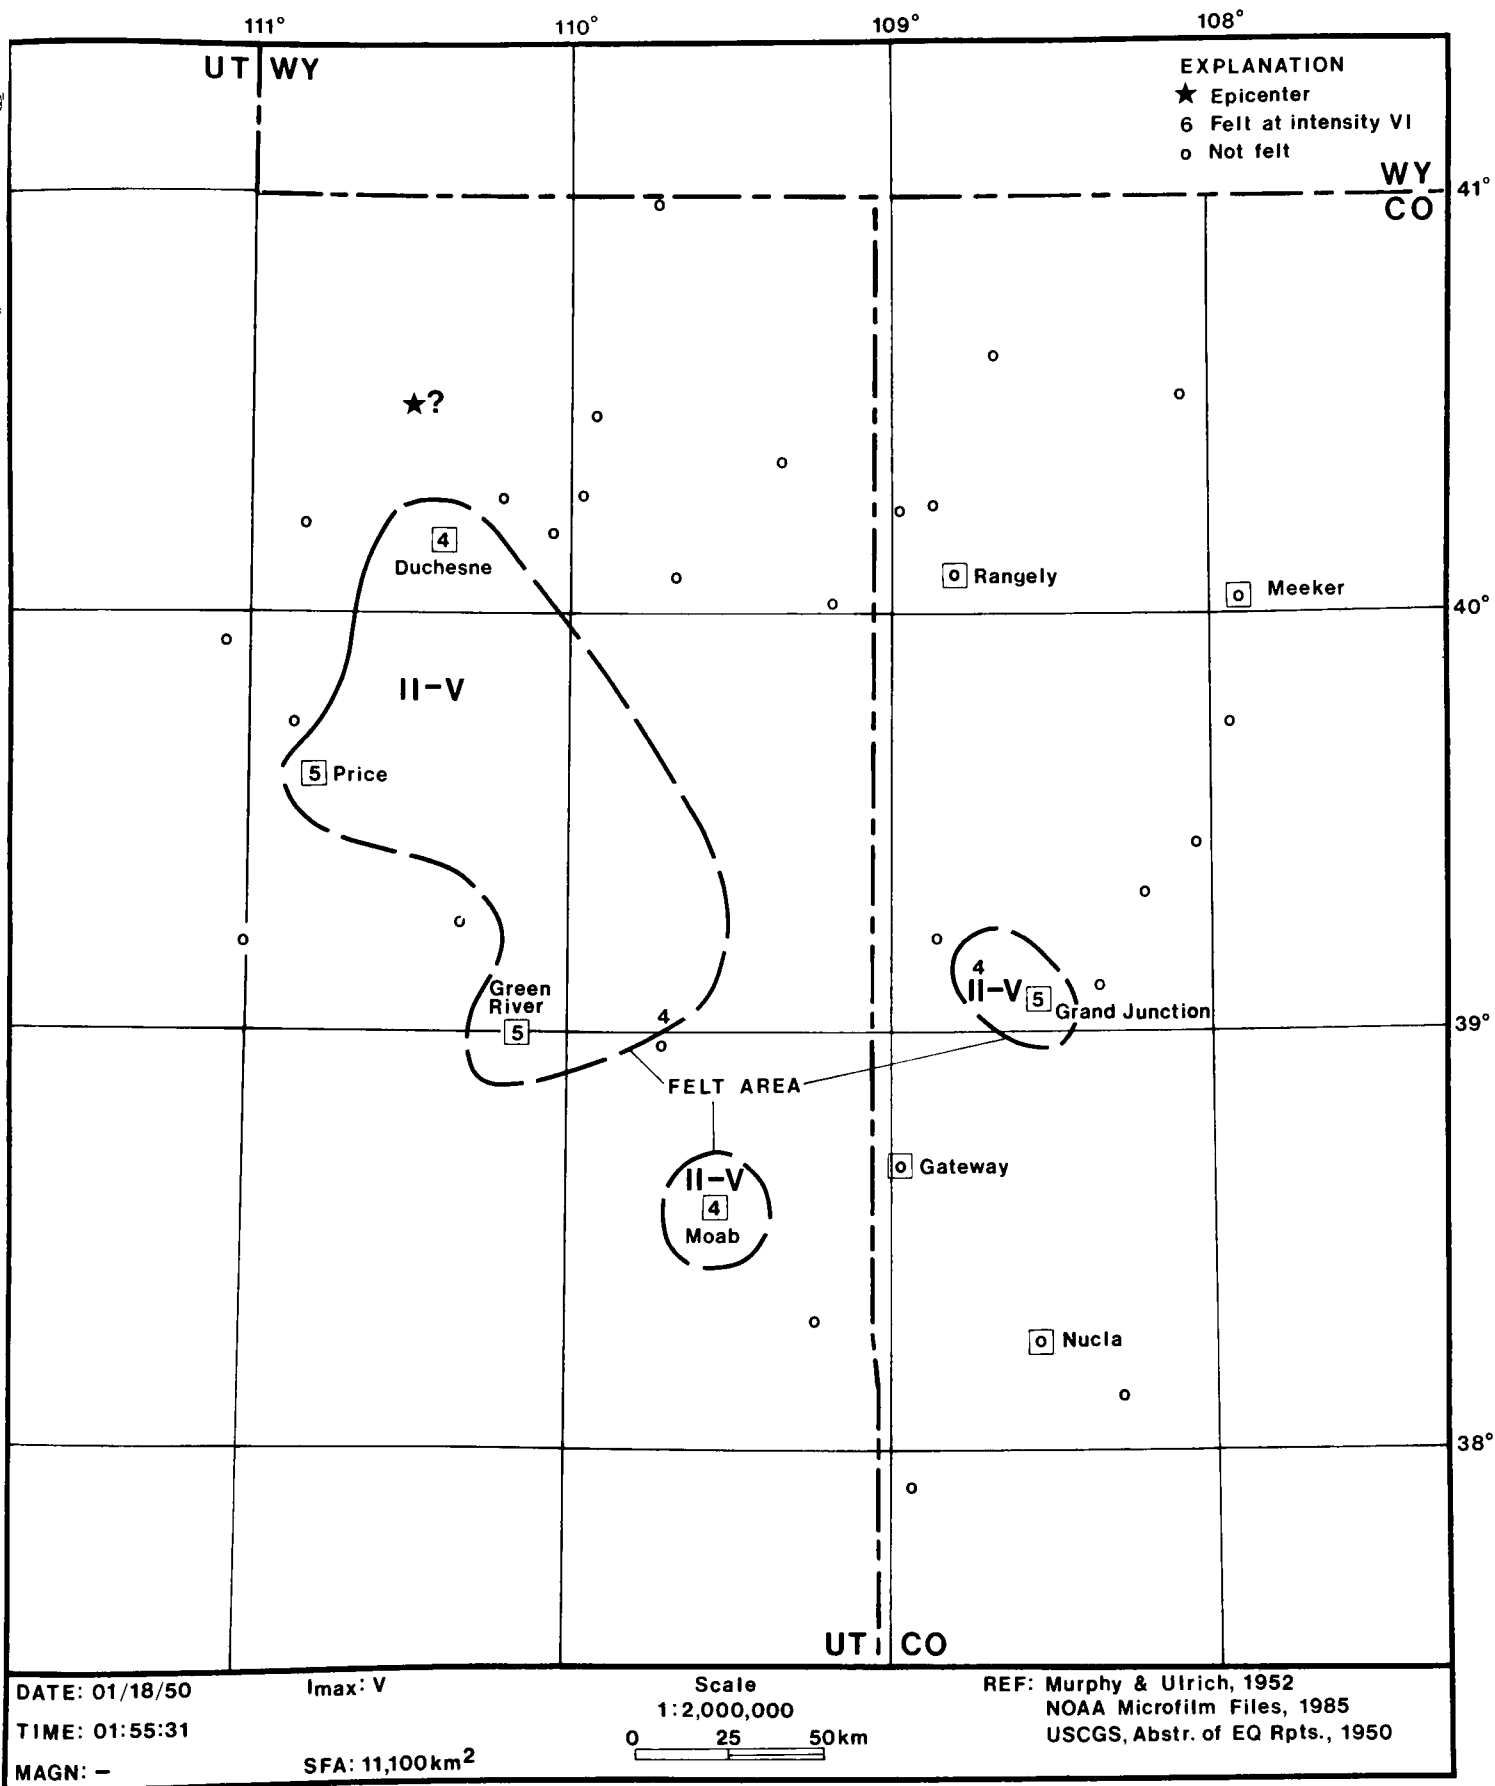 111° 110° 109° 108°
UT WY
EXPLANATION
★ Epicenter
6 Felt at intensity VI
o Not felt
WY
41°
CO
★?
4
Duchesne
o Rangely
o Meeker
40°
II-V
5 Price
4
II-V
5
Grand Junction
Green
River
5
4
39°
FELT AREA
II-V
4
Moab
o Gateway
o Nucla
38°
UT CO
DATE: 01/18/50
TIME: 01:55:31
MAGN: –
Imax: V
SFA: 11,100km2
Scale
1:2,000,000
0 25 50km
REF: Murphy & Ulrich, 1952
NOAA Microfilm Files, 1985
USCGS, Abstr. of EQ Rpts., 1950